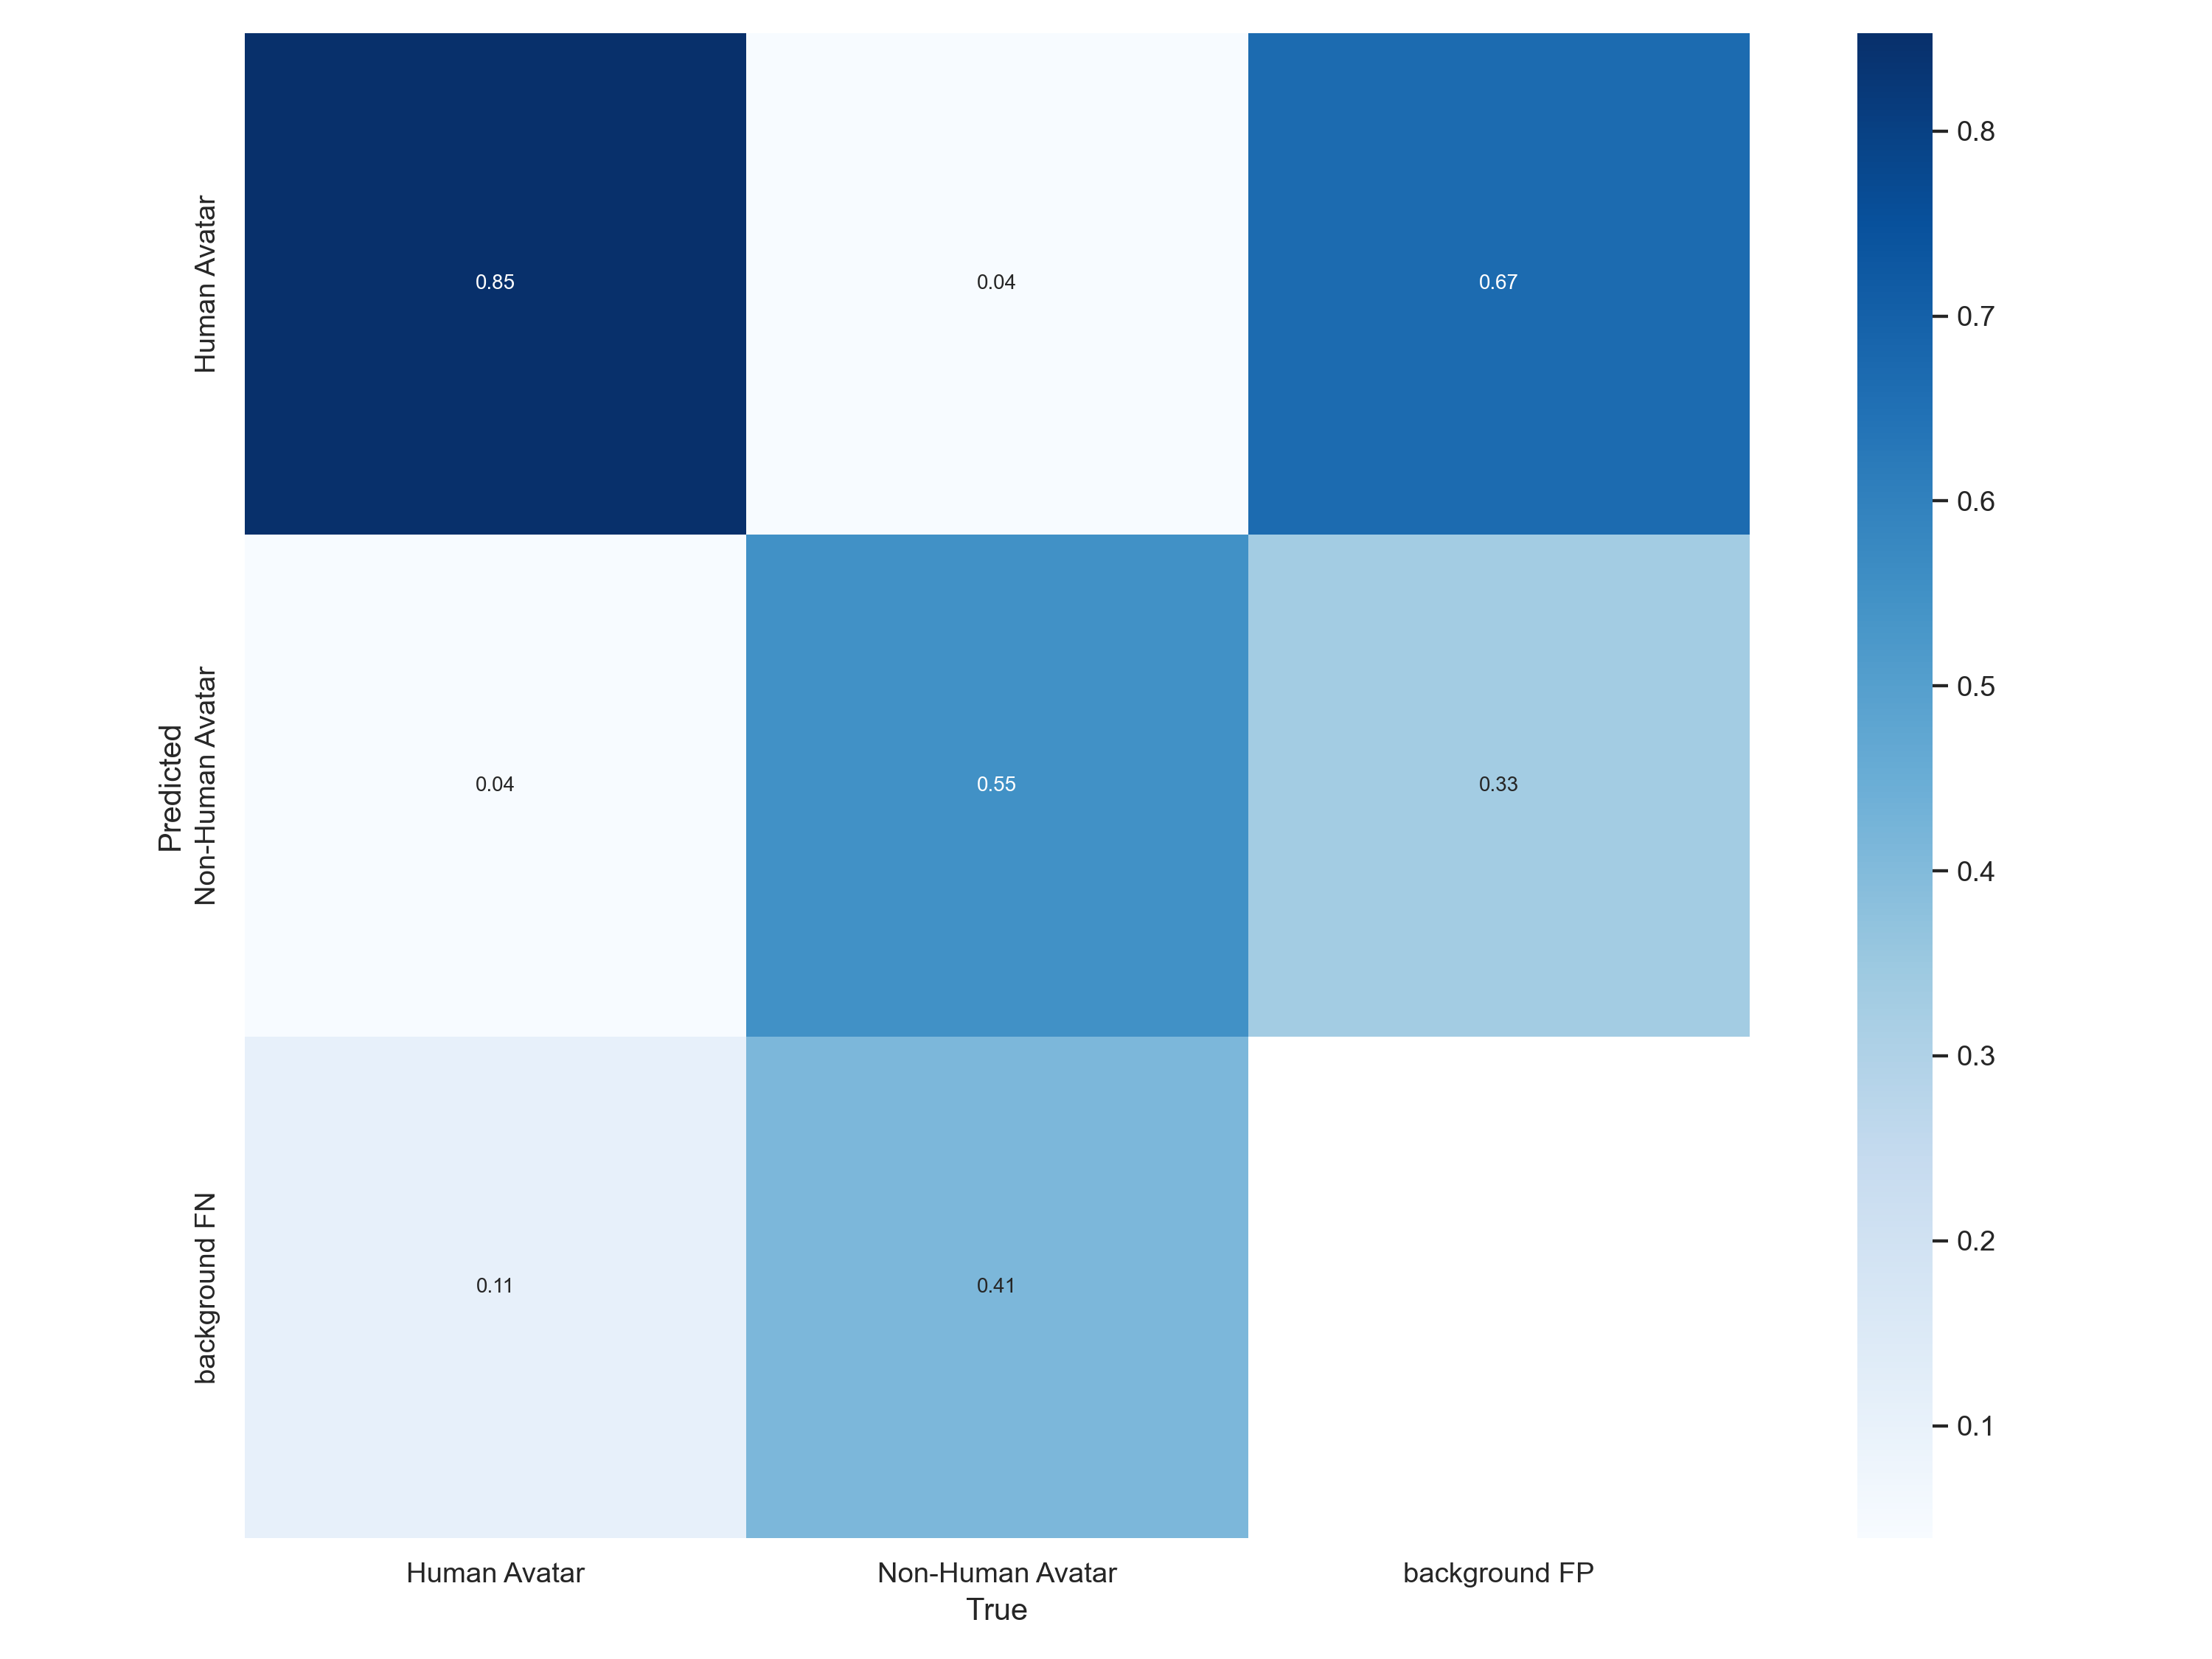 Human Avatar
0.85
0.04
0.67
Predicted
Non-Human Avatar
0.04
0.55
0.33
background FN
0.11
0.41
Human Avatar
Non-Human Avatar
background FP
True
0.8
0.7
0.6
0.5
0.4
0.3
0.2
0.1